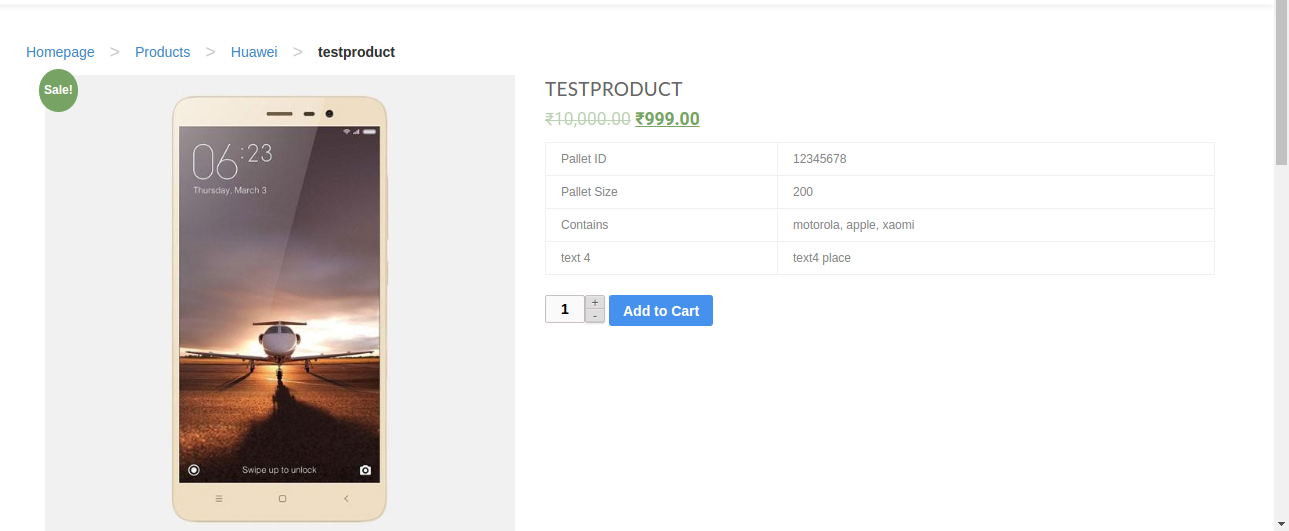 Homepage > Products > Huawei > testproduct
Sale!
06:23
Thursday, March 3
Swipe up to unlock
TESTPRODUCT
₹10,000.00 ₹999.00
Pallet ID 12345678
Pallet Size 200
Contains motorola, apple, xaomi
text 4 text4 place
1 + -
Add to Cart